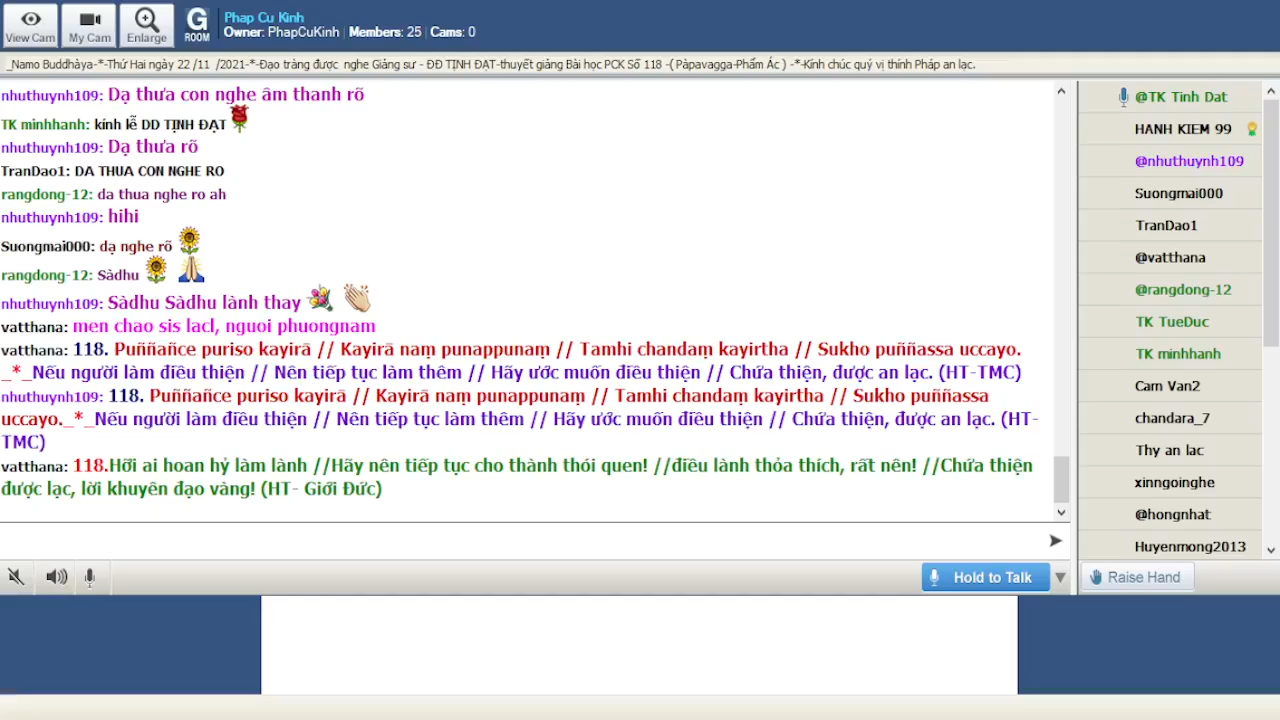 View Cam
My Cam
Enlarge
G
ROOM
Phap Cu Kinh
Owner: PhapCuKinh | Members: 25 | Cams: 0
_Namo Buddhàya-*-Thứ Hai ngày 22 /11 /2021-*-Đạo tràng được nghe Giảng sư - ĐĐ TỊNH ĐẠT-thuyết giảng Bài học PCK Số 118 -( Pàpavagga-Phẩm Ác ) -*-Kính chúc quý vị thính Pháp an lạc.
nhuthuynh109: Dạ thưa con nghe âm thanh rõ
TK minhhanh: kính lễ DD TỊNH ĐẠT
nhuthuynh109: Dạ thưa rõ
TranDao1: DA THUA CON NGHE RO
rangdong-12: da thua nghe ro ah
nhuthuynh109: hihi
Suongmai000: dạ nghe rõ
rangdong-12: Sàdhu
nhuthuynh109: Sàdhu Sàdhu lành thay
vatthana: men chao sis lacl, nguoi phuongnam
vatthana: 118. Puññañce puriso kayirā // Kayirā naṃ punappunaṃ // Tamhi chandaṃ kayirtha // Sukho puññassa uccayo.
_*_Nếu người làm điều thiện // Nên tiếp tục làm thêm // Hãy ước muốn điều thiện // Chứa thiện, được an lạc. (HT-TMC)
nhuthuynh109: 118. Puññañce puriso kayirā // Kayirā naṃ punappunaṃ // Tamhi chandaṃ kayirtha // Sukho puññassa
uccayo._*_Nếu người làm điều thiện // Nên tiếp tục làm thêm // Hãy ước muốn điều thiện // Chứa thiện, được an lạc. (HT-
TMC)
vatthana: 118.Hỡi ai hoan hỷ làm lành //Hãy nên tiếp tục cho thành thói quen! //điều lành thỏa thích, rất nên! //Chứa thiện
được lạc, lời khuyên đạo vàng! (HT- Giới Đức)
@TK Tinh Dat
HANH KIEM 99
@nhuthuynh109
Suongmai000
TranDao1
@vatthana
@rangdong-12
TK TueDuc
TK minhhanh
Cam Van2
chandara_7
Thy an lac
xinngoinghe
@hongnhat
Huyenmong2013
Hold to Talk
Raise Hand